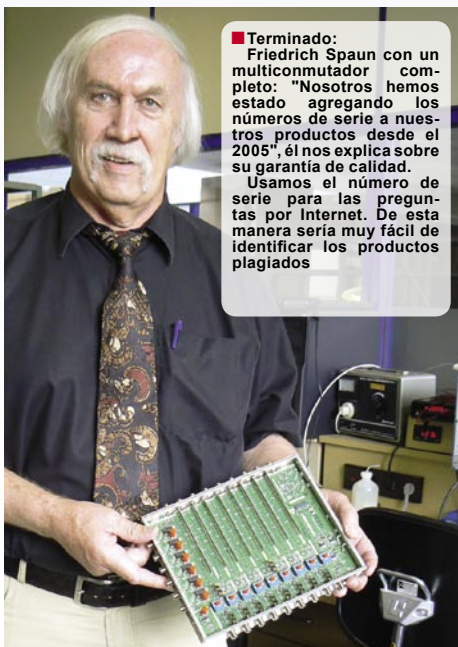 Terminado:
Friedrich Spaun con un
multiconmutador com-
pleto: "Nosotros hemos
estado agregando los
números de serie a nues-
tros productos desde el
2005", él nos explica sobre
su garantía de calidad.
Usamos el número de
serie para las pregun-
tas por Internet. De esta
manera sería muy fácil de
identificar los productos
plagiados